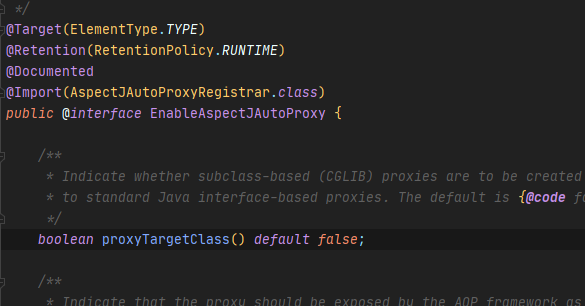 */
@Target(ElementType.TYPE)
@Retention(RetentionPolicy.RUNTIME)
@Documented
@Import(AspectJAutoProxyRegistrar.class)
public @interface EnableAspectJAutoProxy {
/**
* Indicate whether subclass-based (CGLIB) proxies are to be created
* to standard Java interface-based proxies. The default is {@code
*/
boolean proxyTargetClass() default false;
/**
* Indicate that the proxy should be exposed by the AOP framework as